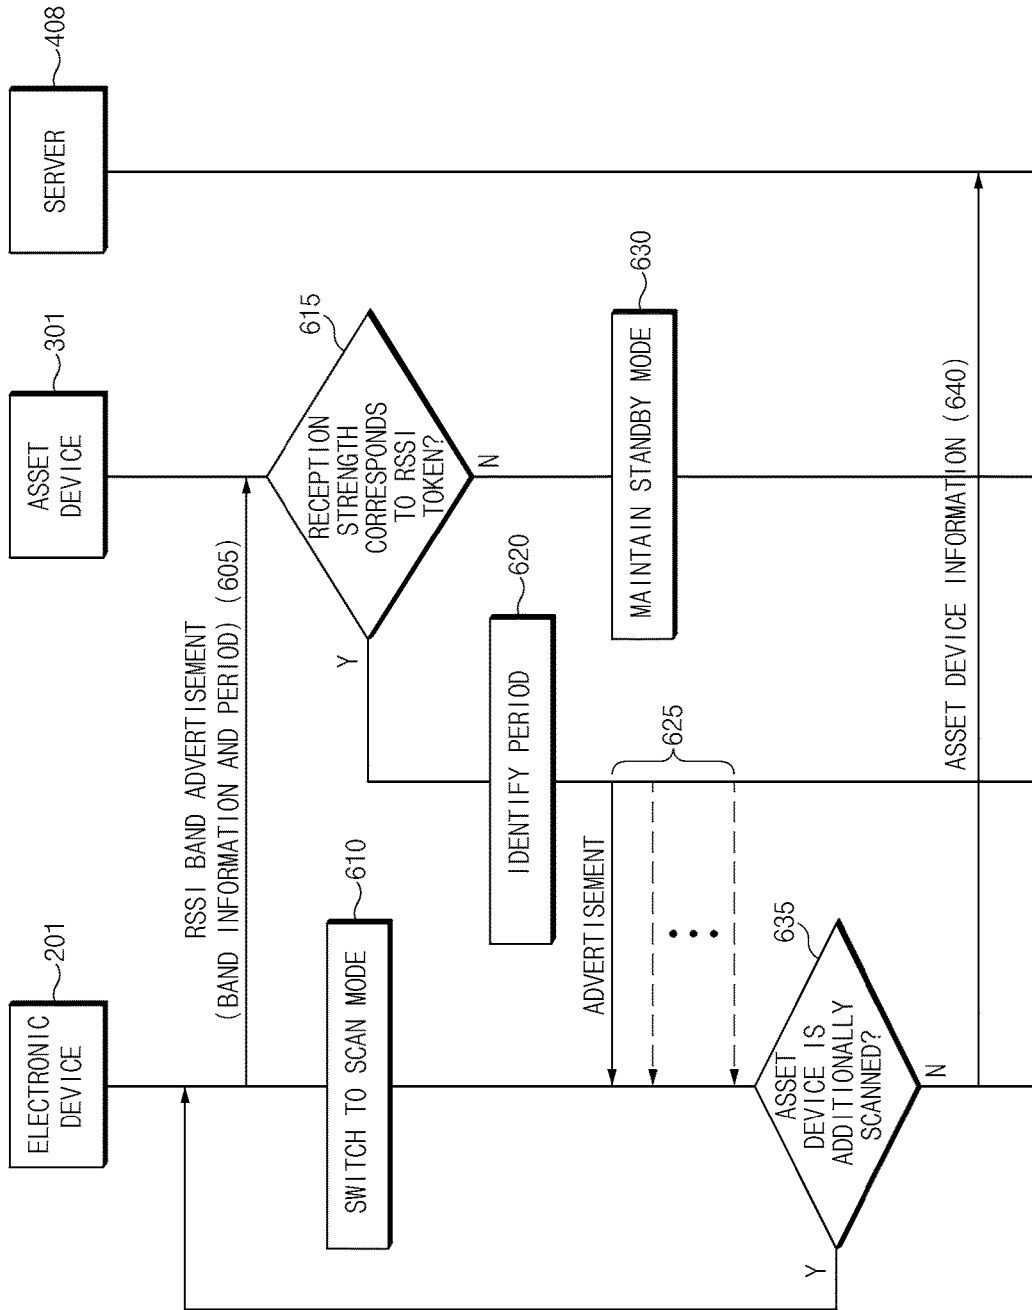 ELECTRONIC
DEVICE
201
ASSET
DEVICE
301
SERVER
408
RSSI BAND ADVERTISEMENT
(BAND INFORMATION AND PERIOD) (605)
SWITCH TO SCAN MODE
610
RECEPTION
STRENGTH
CORRESPONDS
TO RSSI
TOKEN?
615
Y
N
IDENTIFY PERIOD
620
MAINTAIN STANDBY MODE
630
ADVERTISEMENT
625
ASSET
DEVICE IS
ADDITIONALLY
SCANNED?
635
Y
N
ASSET DEVICE INFORMATION (640)